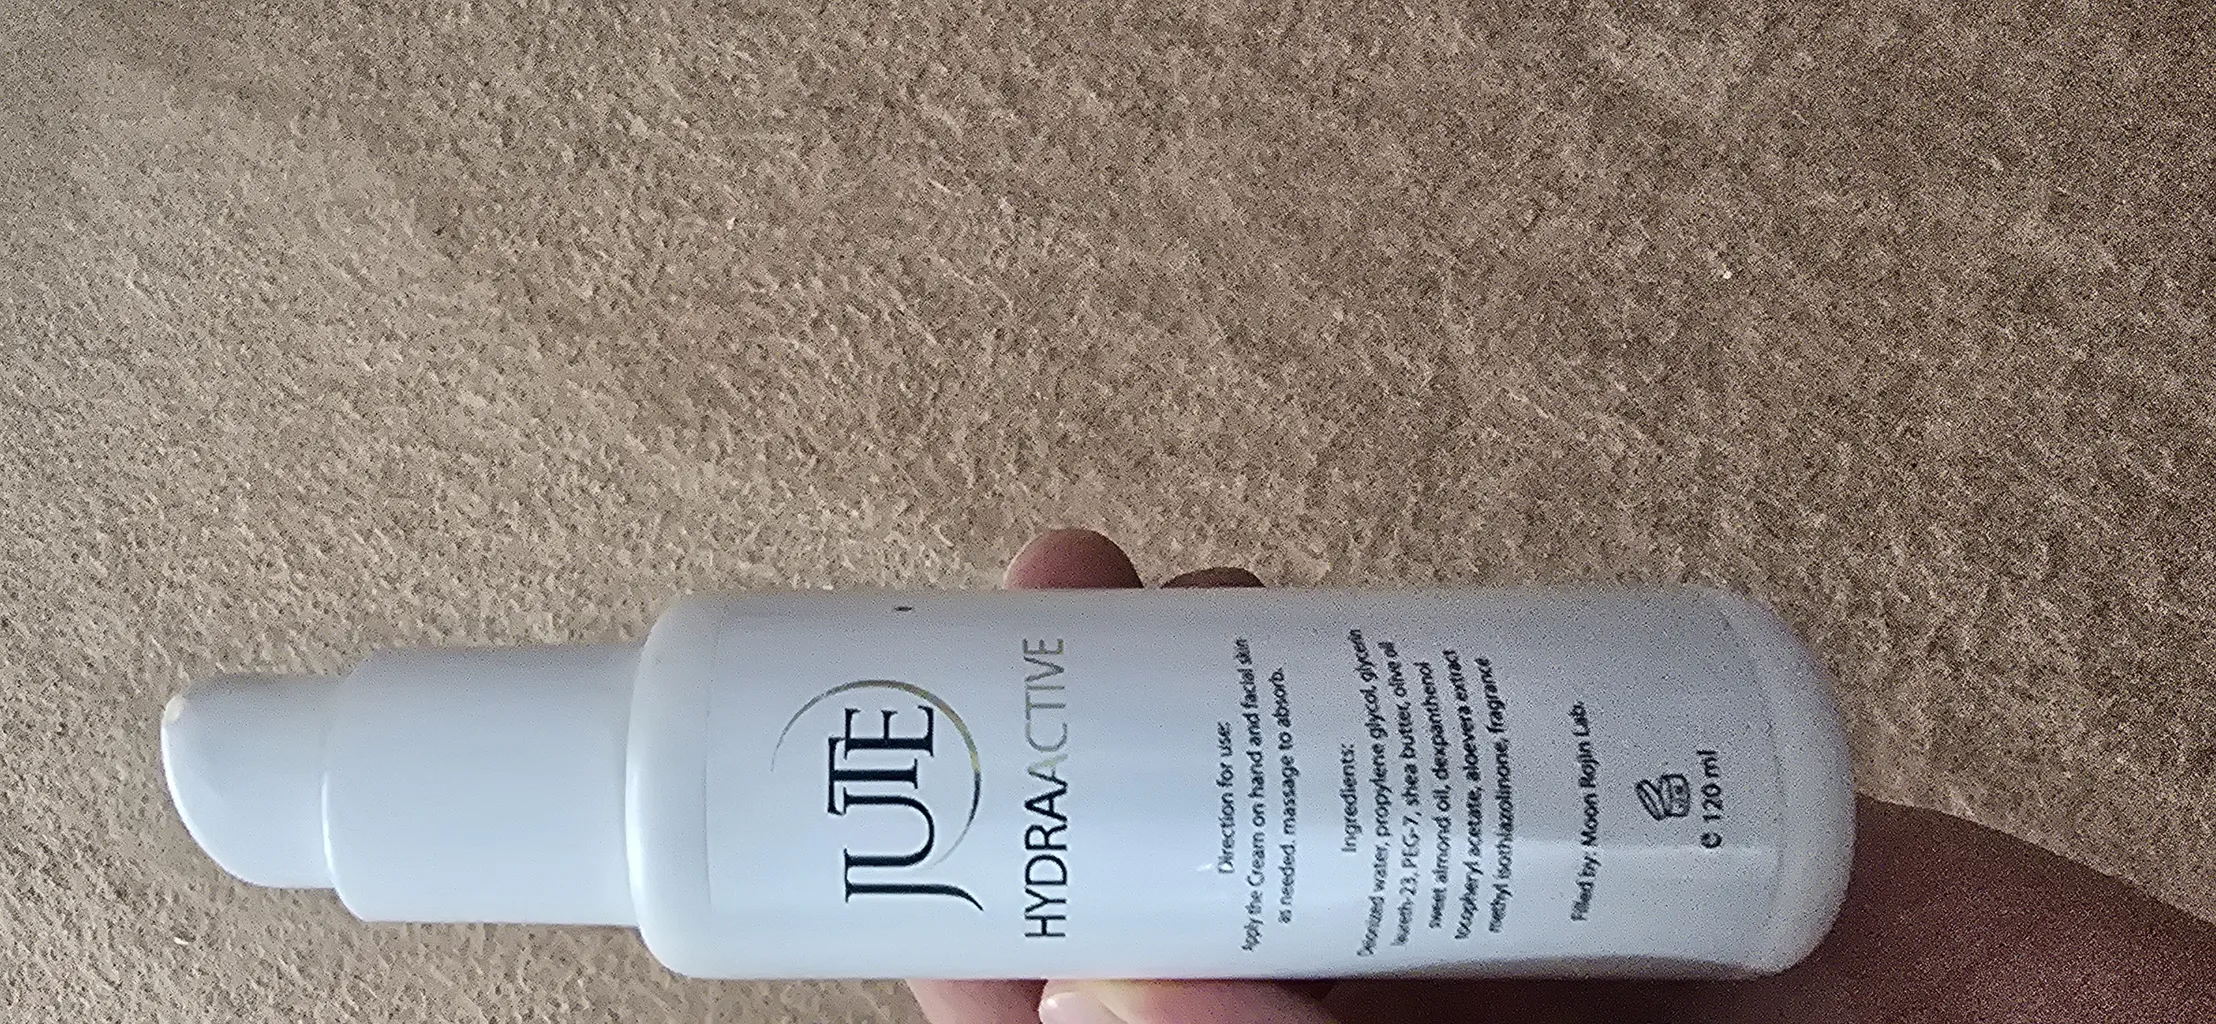 JUTE
HYDRAACTIVE
Direction for use:
Apply the Cream on hand and facial skin
as needed. massage to absorb.
Ingredients:
Deionized water, propylene glycol, glycerin
laureth-23, PEG-7, shea butter, olive oil
sweet almond oil, dexpanthenol
tocopheryl acetate, aloevera extract
methyl isothiazolinone, fragrance
Filled by: Moon Rojin Lab.
℮ 120 ml